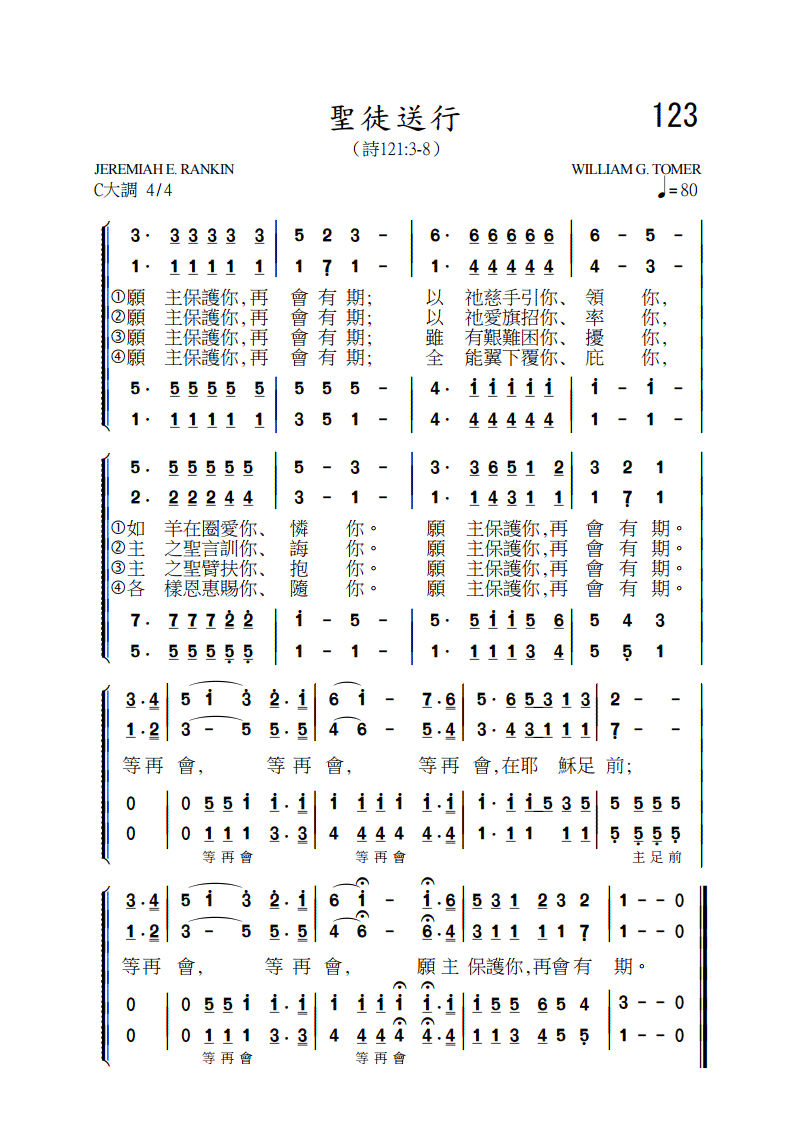 聖徒送行 123
（詩121:3-8）
JEREMIAH E. RANKIN WILLIAM G. TOMER
C大調 4/4 ♩=80
3· 3 3 3 3 3 | 5 2 3 - | 6· 6 6 6 6 6 | 6 - 5 - |
1· 1 1 1 1 1 | 1 7 1 - | 1· 4 4 4 4 4 | 4 - 3 - |
①願 主保護你,再 會 有 期; 以 祂慈手引你、 領 你,
②願 主保護你,再 會 有 期; 以 祂愛旗招你、 率 你,
③願 主保護你,再 會 有 期; 雖 有艱難困你、 擾 你,
④願 主保護你,再 會 有 期; 全 能翼下覆你、 庇 你,
5· 5 5 5 5 5 | 5 5 5 - | 4· i i i i i | i - i - |
1· 1 1 1 1 1 | 3 5 1 - | 4· 4 4 4 4 4 | 1 - 1 - |
5· 5 5 5 5 5 | 5 - 3 - | 3· 3 6 5 1 2 | 3 2 1 |
2· 2 2 2 4 4 | 3 - 1 - | 1· 1 4 3 1 1 | 1 7 1 |
①如 羊在圈愛你、 憐 你。 願 主保護你,再 會 有 期。
②主 之聖言訓你、 誨 你。 願 主保護你,再 會 有 期。
③主 之聖臂扶你、 抱 你。 願 主保護你,再 會 有 期。
④各 樣恩惠賜你、 隨 你。 願 主保護你,再 會 有 期。
7· 7 7 7 2 2 | i - 5 - | 5· 5 i i 5 6 | 5 4 3 |
5· 5 5 5 5 5 | 1 - 1 - | 1· 1 1 1 3 4 | 5 5 1 |
3·4 | 5 i 3 2·i | 6 i - 7·6 | 5·6 5 3 1 3 | 2 - - |
1·2 | 3 - 5 5·5 | 4 6 - 5·4 | 3·4 3 1 1 1 | 7 - - |
等再 會, 等 再 會, 等再 會,在耶 穌足 前;
0 | 0 5 5 i i·i | i i i i i·i | i·i i i 5 3 5 | 5 5 5 5 |
0 | 0 1 1 1 3·3 | 4 4 4 4 4·4 | 1·1 1 1 1 | 5 5 5 5 |
等 再 會 等 再 會 主 足 前
3·4 | 5 i 3 2·i | 6 i - i·6 | 5 3 1 2 3 2 | 1 - - 0 |
1·2 | 3 - 5 5·5 | 4 6 - 6·4 | 3 1 1 1 1 7 | 1 - - 0 |
等再 會, 等 再 會, 願 主 保護你,再會 有 期。
0 | 0 5 5 i i·i | i i i i i·i | i 5 5 6 5 4 | 3 - - 0 |
0 | 0 1 1 1 3·3 | 4 4 4 4 4·4 | 1 1 3 4 5 5 | 1 - - 0 |
等 再 會 等 再 會